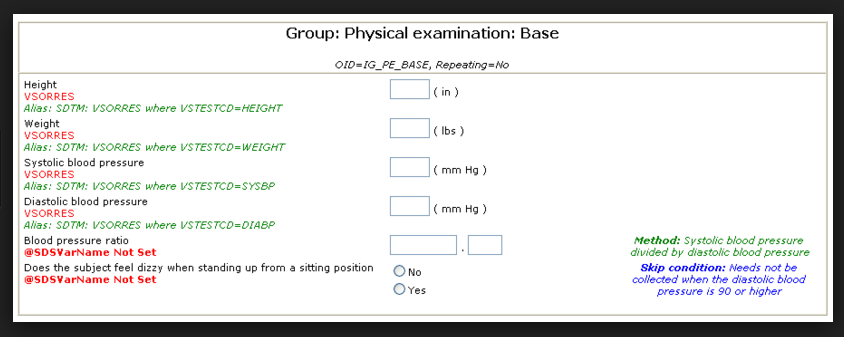 Group: Physical examination: Base
OID=IG_PE_BASE, Repeating=No
Height
VSORRES
Alias: SDTM: VSORRES where VSTESTCD=HEIGHT
( in )
Weight
VSORRES
Alias: SDTM: VSORRES where VSTESTCD=WEIGHT
( lbs )
Systolic blood pressure
VSORRES
Alias: SDTM: VSORRES where VSTESTCD=SYSBP
( mm Hg )
Diastolic blood pressure
VSORRES
Alias: SDTM: VSORRES where VSTESTCD=DIABP
( mm Hg )
Blood pressure ratio
@SDSVarName Not Set
.
Method: Systolic blood pressure
divided by diastolic blood pressure
Does the subject feel dizzy when standing up from a sitting position
@SDSVarName Not Set
No
Yes
Skip condition: Needs not be
collected when the diastolic blood
pressure is 90 or higher